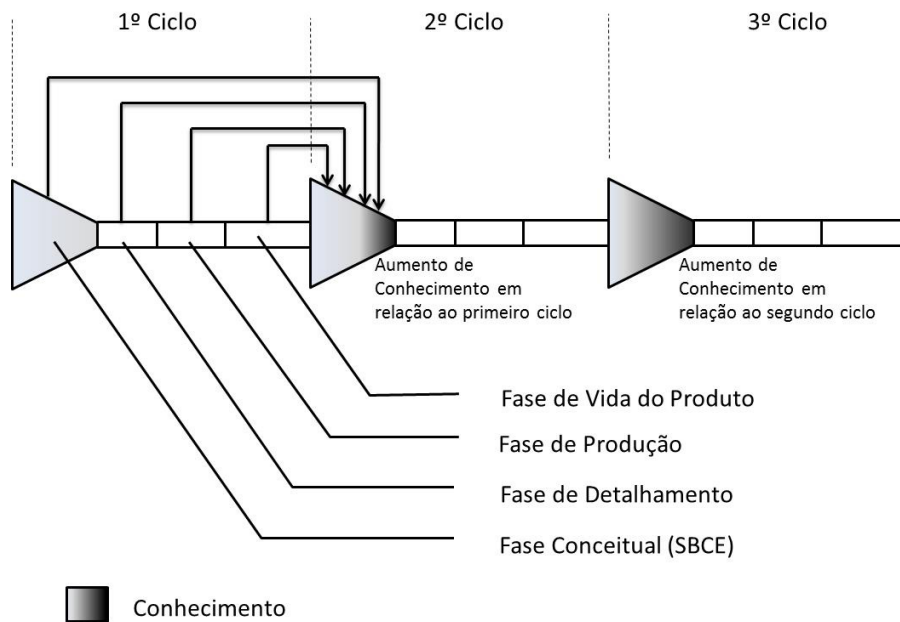 1º Ciclo
2º Ciclo
3º Ciclo
Aumento de
Conhecimento em
relação ao primeiro ciclo
Aumento de
Conhecimento em
relação ao segundo ciclo
Fase de Vida do Produto
Fase de Produção
Fase de Detalhamento
Fase Conceitual (SBCE)
Conhecimento